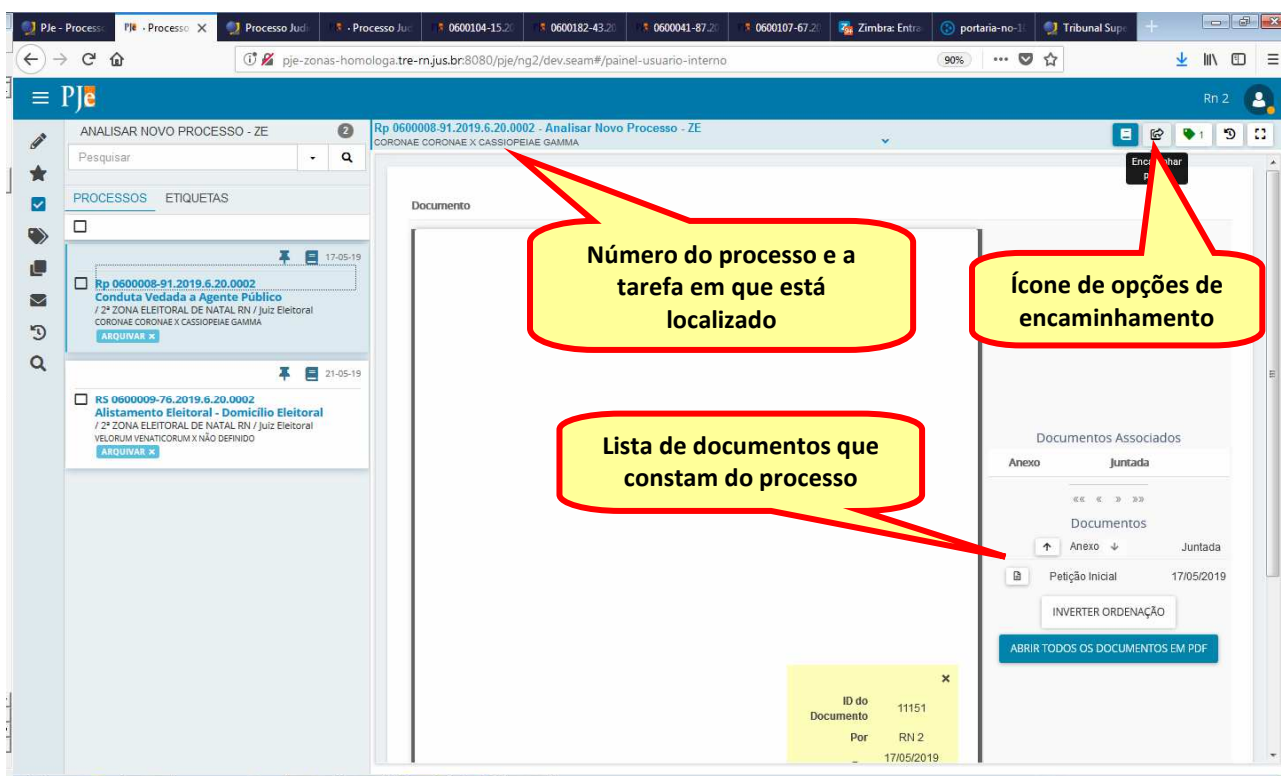 PJe - Processo
PJe · Processo
Processo Jud
· Processo Jud
0600104-15.20
0600182-43.20
0600041-87.20
0600107-67.20
Zimbra: Entra
portaria-no-1
Tribunal Supe
pje-zonas-homologa.tre-rn.jus.br:8080/pje/ng2/dev.seam#/painel-usuario-interno
90%
PJe
Rn 2
ANALISAR NOVO PROCESSO - ZE
2
Pesquisar
PROCESSOS
ETIQUETAS
17-05-19
Rp 0600008-91.2019.6.20.0002
Conduta Vedada a Agente Público
/ 2ª ZONA ELEITORAL DE NATAL RN / Juiz Eleitoral
CORONAE CORONAE X CASSIOPEIAE GAMMA
ARQUIVAR ×
21-05-19
RS 0600009-76.2019.6.20.0002
Alistamento Eleitoral - Domicílio Eleitoral
/ 2ª ZONA ELEITORAL DE NATAL RN / Juiz Eleitoral
VELORUM VENATICORUM X NÃO DEFINIDO
ARQUIVAR ×
Rp 0600008-91.2019.6.20.0002 - Analisar Novo Processo - ZE
CORONAE CORONAE X CASSIOPEIAE GAMMA
1
Documento
Número do processo e a
tarefa em que está
localizado
Ícone de opções de
encaminhamento
Lista de documentos que
constam do processo
Documentos Associados
Anexo Juntada
«« « » »»
Documentos
Anexo Juntada
Petição Inicial 17/05/2019
INVERTER ORDENAÇÃO
ABRIR TODOS OS DOCUMENTOS EM PDF
×
ID do
Documento
11151
Por RN 2
17/05/2019